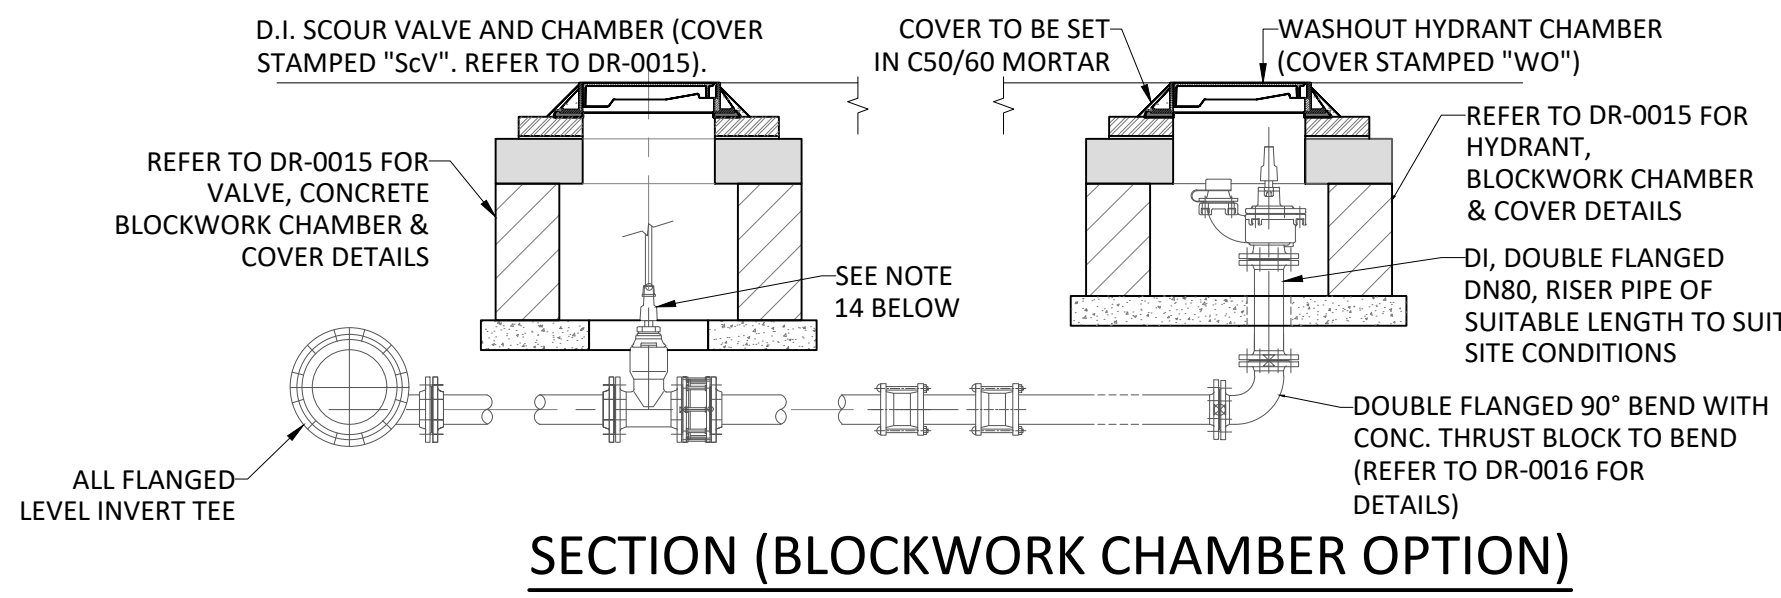 D.I. SCOUR VALVE AND CHAMBER (COVER
STAMPED "ScV". REFER TO DR-0015).
COVER TO BE SET
IN C50/60 MORTAR
WASHOUT HYDRANT CHAMBER
(COVER STAMPED "WO")
REFER TO DR-0015 FOR
VALVE, CONCRETE
BLOCKWORK CHAMBER &
COVER DETAILS
REFER TO DR-0015 FOR
HYDRANT,
BLOCKWORK CHAMBER
& COVER DETAILS
SEE NOTE
14 BELOW
DI, DOUBLE FLANGED
DN80, RISER PIPE OF
SUITABLE LENGTH TO SUIT
SITE CONDITIONS
DOUBLE FLANGED 90° BEND WITH
CONC. THRUST BLOCK TO BEND
(REFER TO DR-0016 FOR
DETAILS)
ALL FLANGED
LEVEL INVERT TEE
SECTION (BLOCKWORK CHAMBER OPTION)